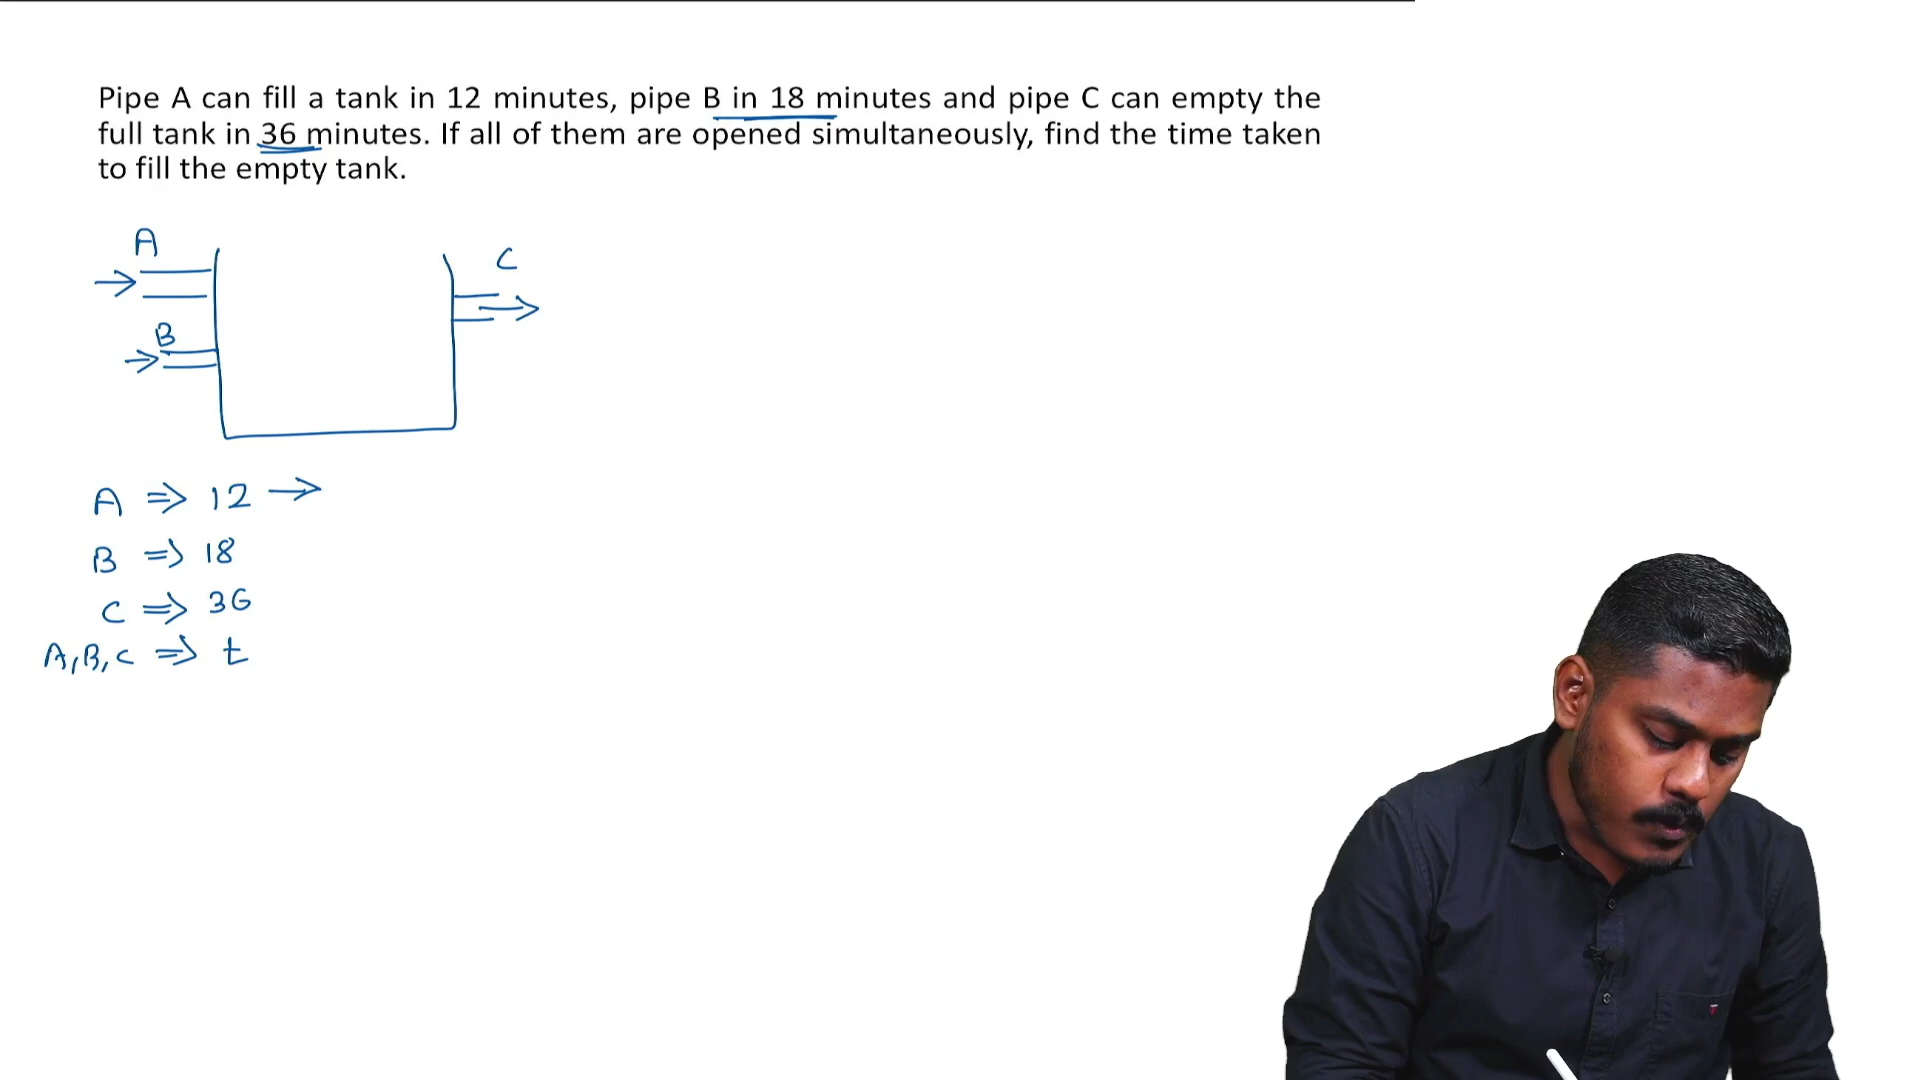 Pipe A can fill a tank in 12 minutes, pipe B in 18 minutes and pipe C can empty the
full tank in 36 minutes. If all of them are opened simultaneously, find the time taken
to fill the empty tank.
A
C
B
A ⇒ 12 →
B ⇒ 18
C ⇒ 36
A,B,C ⇒ t